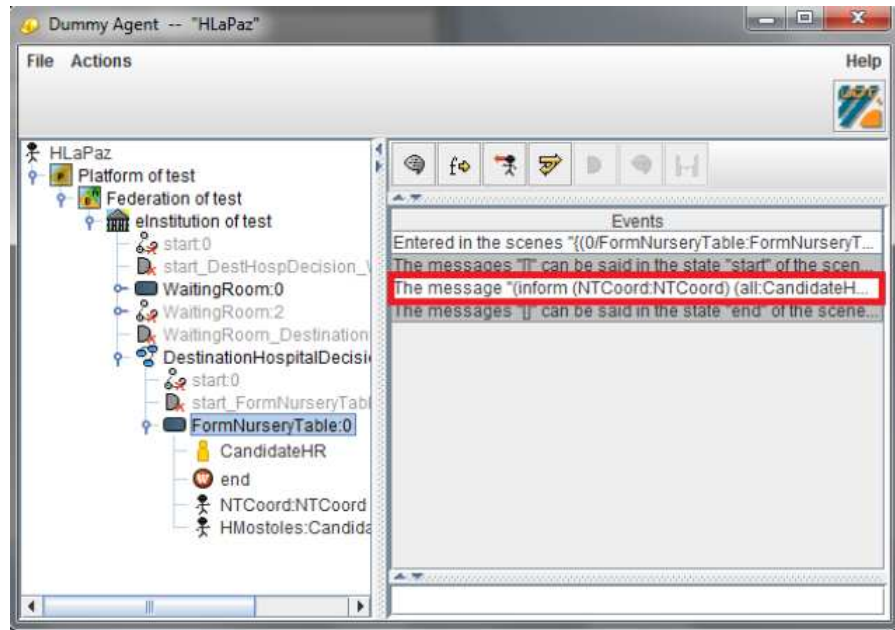 Dummy Agent -- "HLaPaz"
File Actions
Help
HLaPaz
Platform of test
Federation of test
eInstitution of test
start:0
start_DestHospDecision_
WaitingRoom:0
WaitingRoom:2
WaitingRoom_Destination
DestinationHospitalDecisi
start:0
start_FormNurseryTabl
FormNurseryTable:0
CandidateHR
end
NTCoord:NTCoord
HMostoles:Candida
Events
Entered in the scenes "{(0/FormNurseryTable:FormNurseryT...
The messages "[]" can be said in the state "start" of the scen...
The message "(inform (NTCoord:NTCoord) (all:CandidateH...
The messages "[]" can be said in the state "end" of the scene...